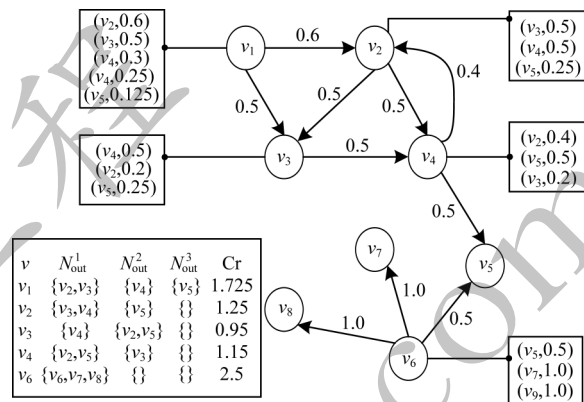 (v₂,0.6)
(v₃,0.5)
(v₄,0.3)
(v₄,0.25)
(v₅,0.125)
v₁
0.6
v₂
(v₃,0.5)
(v₄,0.5)
(v₅,0.25)
0.5
0.5
0.5
0.4
(v₄,0.5)
(v₂,0.2)
(v₅,0.25)
v₃
0.5
v₄
(v₂,0.4)
(v₅,0.5)
(v₃,0.2)
0.5
v N¹out N²out N³out Cr
v₁ {v₂,v₃} {v₄} {v₅} 1.725
v₂ {v₃,v₄} {v₅} {} 1.25
v₃ {v₄} {v₂,v₅} {} 0.95
v₄ {v₂,v₅} {v₃} {} 1.15
v₆ {v₆,v₇,v₈} {} {} 2.5
v₇
v₅
v₈
1.0
1.0
0.5
v₆
(v₅,0.5)
(v₇,1.0)
(v₉,1.0)
程
com